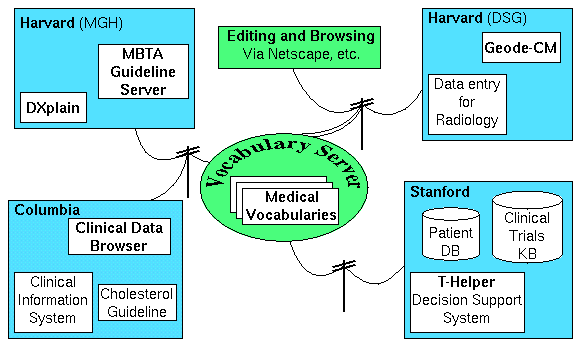 Harvard (MGH)
MBTA
Guideline
Server
DXplain
Editing and Browsing
Via Netscape, etc.
Harvard (DSG)
Geode-CM
Data entry
for
Radiology
Vocabulary Server
Medical
Vocabularies
Columbia
Clinical Data
Browser
Clinical
Information
System
Cholesterol
Guideline
Stanford
Patient
DB
Clinical
Trials
KB
T-Helper
Decision Support
System